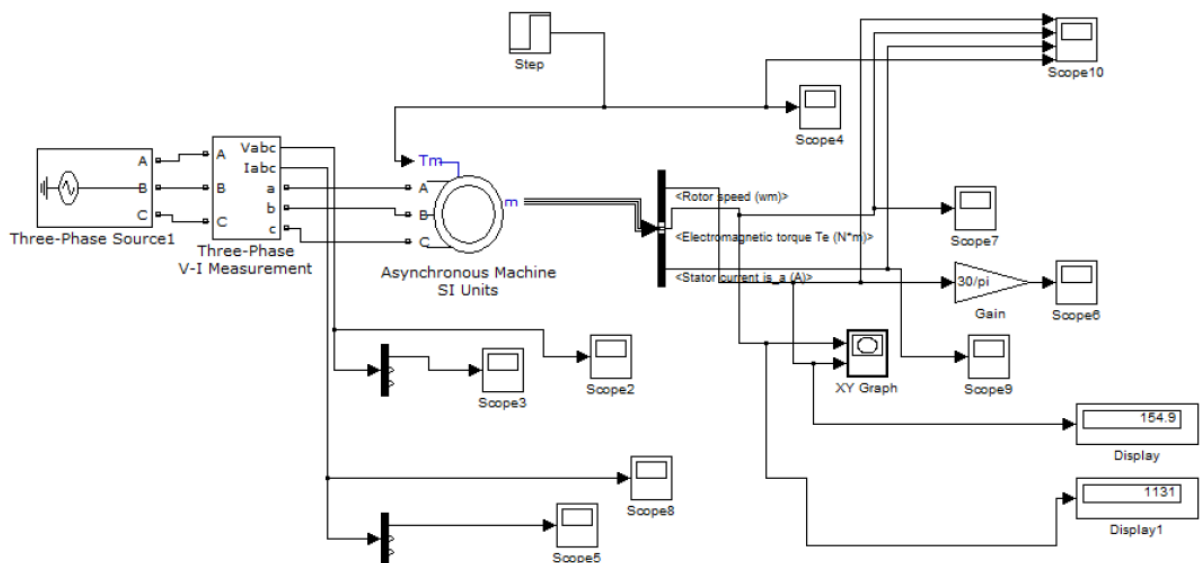 Step
Scope10
Scope4
A
B
C
Three-Phase Source1
A
B
C
Vabc
Iabc
a
b
c
Three-Phase
V-I Measurement
Tm
A
B
C
m
Asynchronous Machine
SI Units
<Rotor speed (wm)>
<Electromagnetic torque Te (N*m)>
<Stator current is_a (A)>
Scope7
30/pi
Gain
Scope6
Scope3
Scope2
XY Graph
Scope9
154.9
Display
Scope8
1131
Display1
Scope5